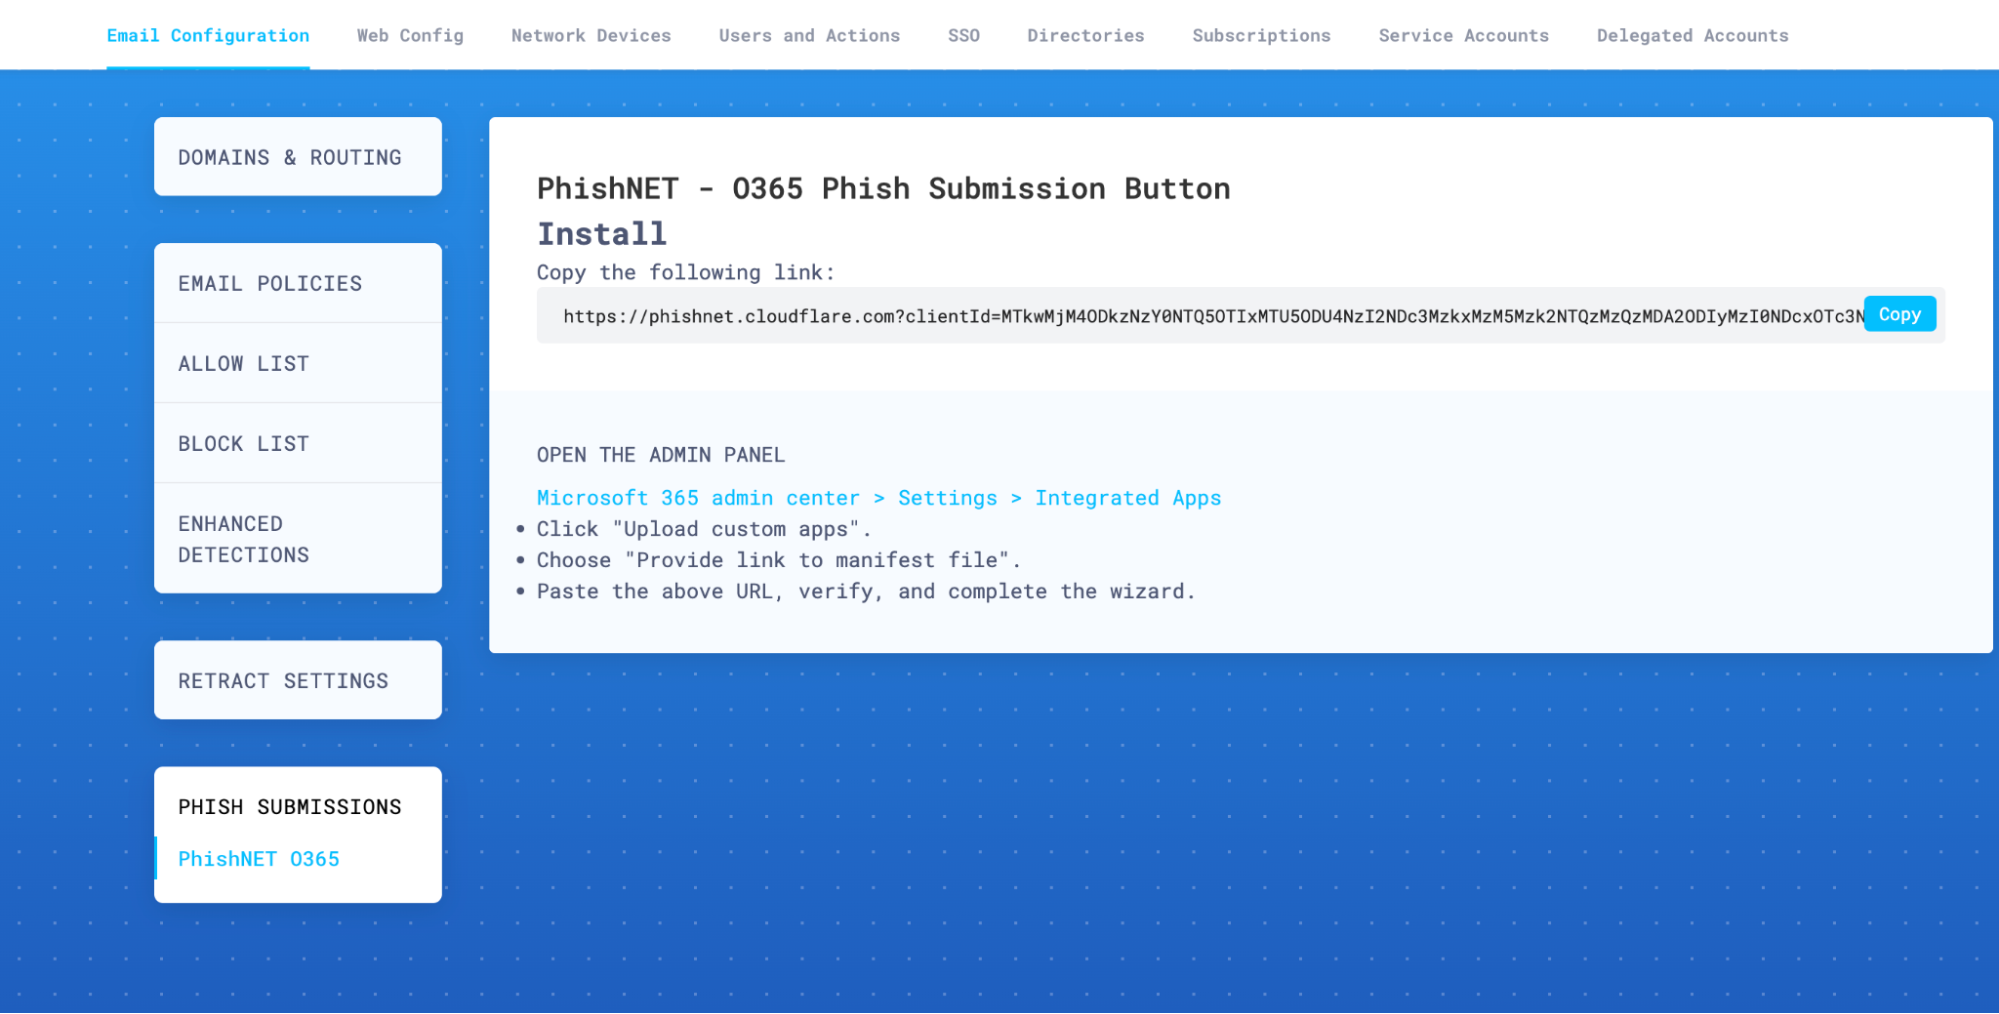 Email Configuration Web Config Network Devices Users and Actions SSO Directories Subscriptions Service Accounts Delegated Accounts
DOMAINS & ROUTING
EMAIL POLICIES
ALLOW LIST
BLOCK LIST
ENHANCED
DETECTIONS
RETRACT SETTINGS
PHISH SUBMISSIONS
PhishNET O365
PhishNET - O365 Phish Submission Button
Install
Copy the following link:
https://phishnet.cloudflare.com?clientId=MTkwMjM4ODkzNzY0NTQ5OTIxMTU5ODU4NzI2NDc3MzkxMzM5Mzk2NTQzMzQzMDA2ODIyMzI0NDcxOTc3N Copy
OPEN THE ADMIN PANEL
Microsoft 365 admin center > Settings > Integrated Apps
• Click "Upload custom apps".
• Choose "Provide link to manifest file".
• Paste the above URL, verify, and complete the wizard.